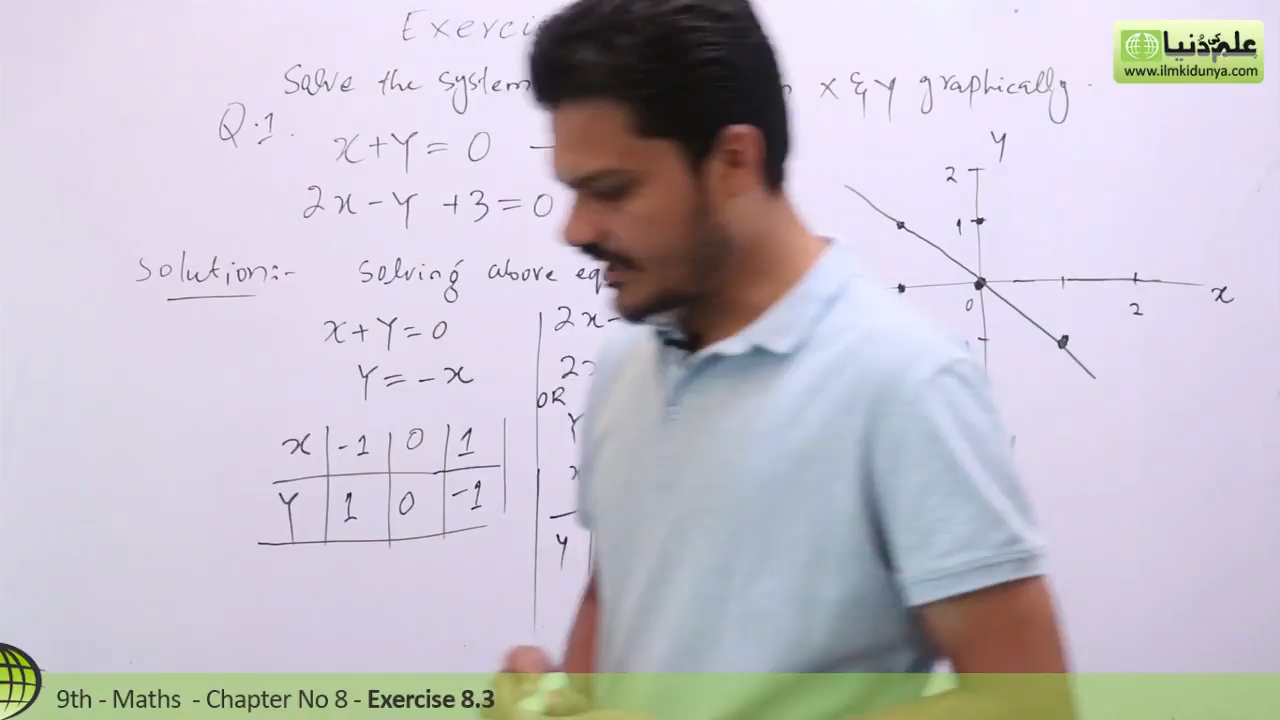 Exerci
Solve the system x & y graphically.
Q.1. x + y = 0 —
2x - y + 3 = 0
Solution:- Solving above eq
x + y = 0
y = -x
x -1 0 1
y 1 0 -1
2x-
2x
OR
y
x
y
y
2
1
0
2
x
علم کی دنیا
www.ilmkidunya.com
9th - Maths - Chapter No 8 - Exercise 8.3